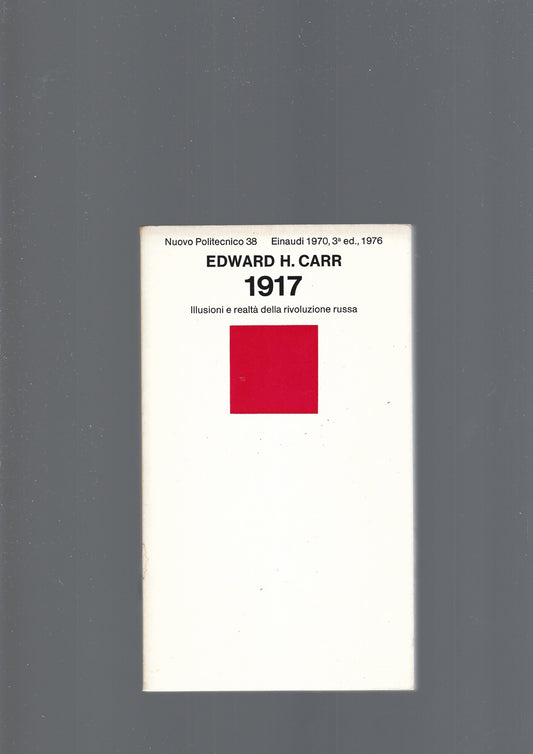 Nuovo Politecnico 38 Einaudi 1970, 3ª ed., 1976
EDWARD H. CARR
1917
Illusioni e realtà della rivoluzione russa